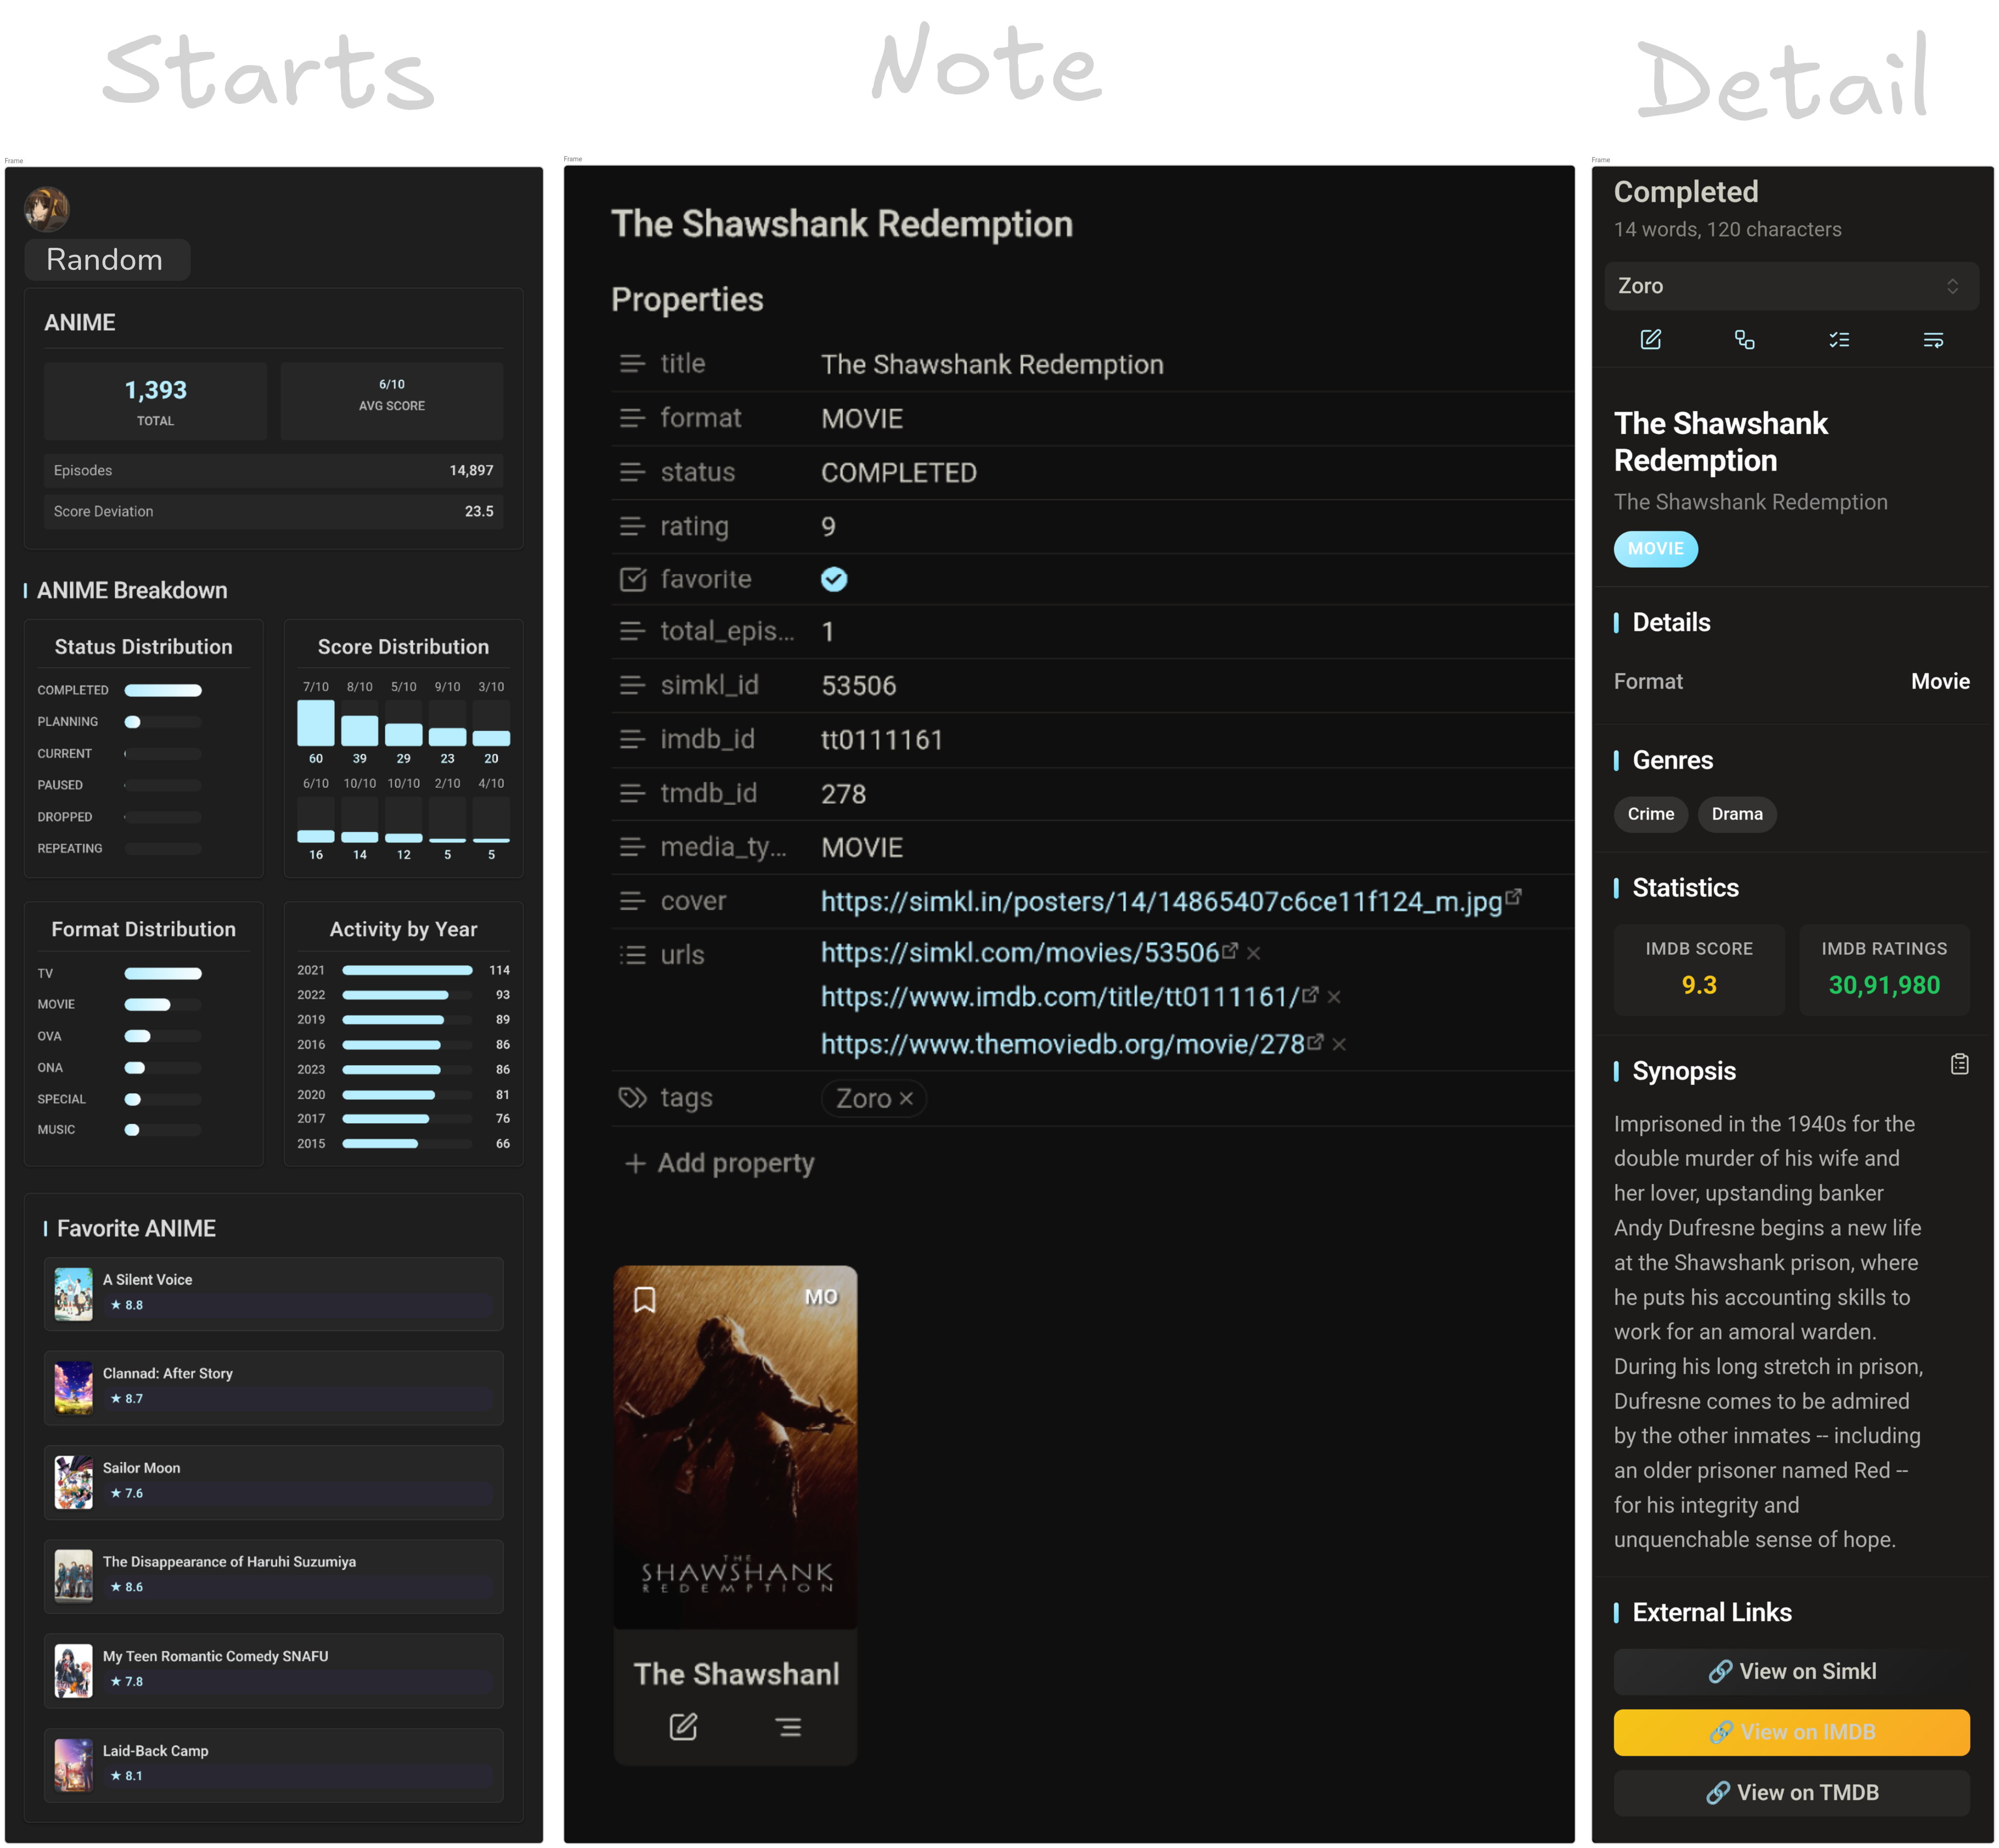 Starts
Note
Detail
Frame
Random
ANIME
1,393
TOTAL
6/10
AVG SCORE
Episodes 14,897
Score Deviation 23.5
ANIME Breakdown
Status Distribution
COMPLETED
PLANNING
CURRENT
PAUSED
DROPPED
REPEATING
Score Distribution
7/10 8/10 5/10 9/10 3/10
60 39 29 23 20
6/10 10/10 10/10 2/10 4/10
16 14 12 5 5
Format Distribution
TV
MOVIE
OVA
ONA
SPECIAL
MUSIC
Activity by Year
2021 114
2022 93
2019 89
2016 86
2023 86
2020 81
2017 76
2015 66
Favorite ANIME
A Silent Voice
★ 8.8
Clannad: After Story
★ 8.7
Sailor Moon
★ 7.6
The Disappearance of Haruhi Suzumiya
★ 8.6
My Teen Romantic Comedy SNAFU
★ 7.8
Laid-Back Camp
★ 8.1
Frame
The Shawshank Redemption
Properties
title The Shawshank Redemption
format MOVIE
status COMPLETED
rating 9
favorite
total_epis... 1
simkl_id 53506
imdb_id tt0111161
tmdb_id 278
media_ty... MOVIE
cover https://simkl.in/posters/14/14865407c6ce11f124_m.jpg
urls https://simkl.com/movies/53506
https://www.imdb.com/title/tt0111161/
https://www.themoviedb.org/movie/278
tags Zoro
+ Add property
MO
THE
SHAWSHANK
REDEMPTION
The Shawshanl
Frame
Completed
14 words, 120 characters
Zoro
The Shawshank
Redemption
The Shawshank Redemption
MOVIE
Details
Format Movie
Genres
Crime Drama
Statistics
IMDB SCORE
9.3
IMDB RATINGS
30,91,980
Synopsis
Imprisoned in the 1940s for the
double murder of his wife and
her lover, upstanding banker
Andy Dufresne begins a new life
at the Shawshank prison, where
he puts his accounting skills to
work for an amoral warden.
During his long stretch in prison,
Dufresne comes to be admired
by the other inmates -- including
an older prisoner named Red --
for his integrity and
unquenchable sense of hope.
External Links
🔗 View on Simkl
🔗 View on IMDB
🔗 View on TMDB